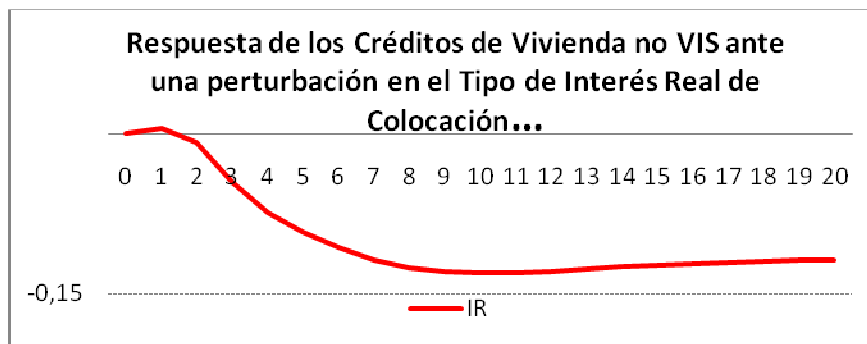 Respuesta de los Créditos de Vivienda no VIS ante
una perturbación en el Tipo de Interés Real de
Colocación...
0 1 2 3 4 5 6 7 8 9 10 11 12 13 14 15 16 17 18 19 20
-0,15
IR